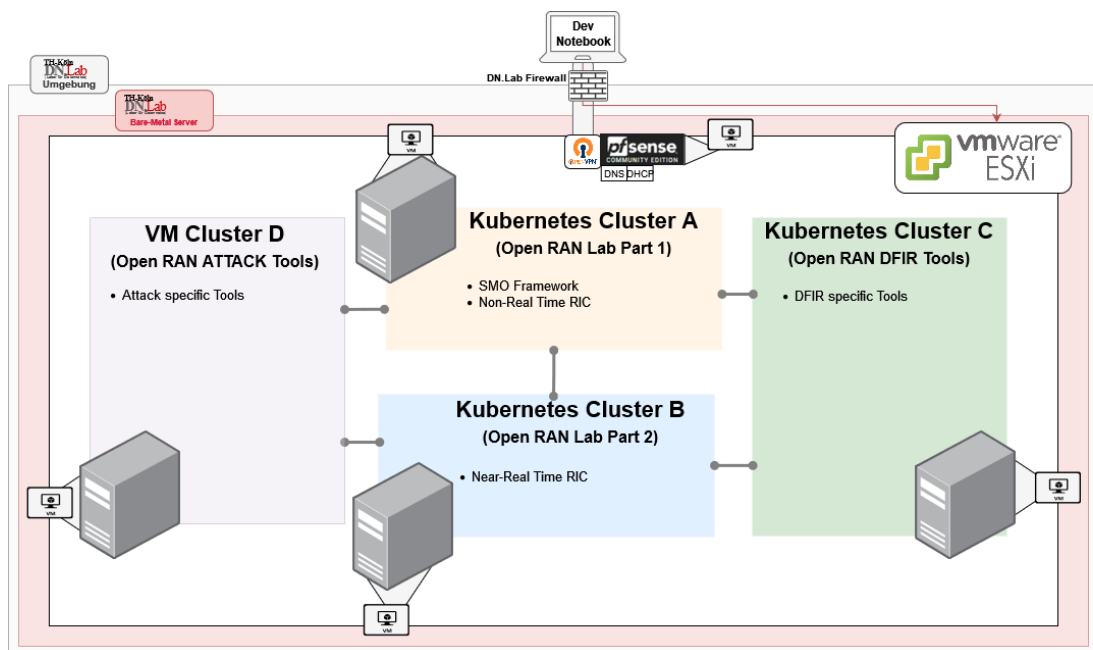 Dev
Notebook
DN.Lab Firewall
TH-Köln
DN.Lab
Umgebung
TH-Köln
DN.Lab
Bare-Metal Server
VM
OPENVPN
pfsense
COMMUNITY EDITION
DNS DHCP
VM
vmware®
ESXi
VM Cluster D
(Open RAN ATTACK Tools)
• Attack specific Tools
Kubernetes Cluster A
(Open RAN Lab Part 1)
• SMO Framework
• Non-Real Time RIC
Kubernetes Cluster C
(Open RAN DFIR Tools)
• DFIR specific Tools
Kubernetes Cluster B
(Open RAN Lab Part 2)
• Near-Real Time RIC
VM
VM
VM